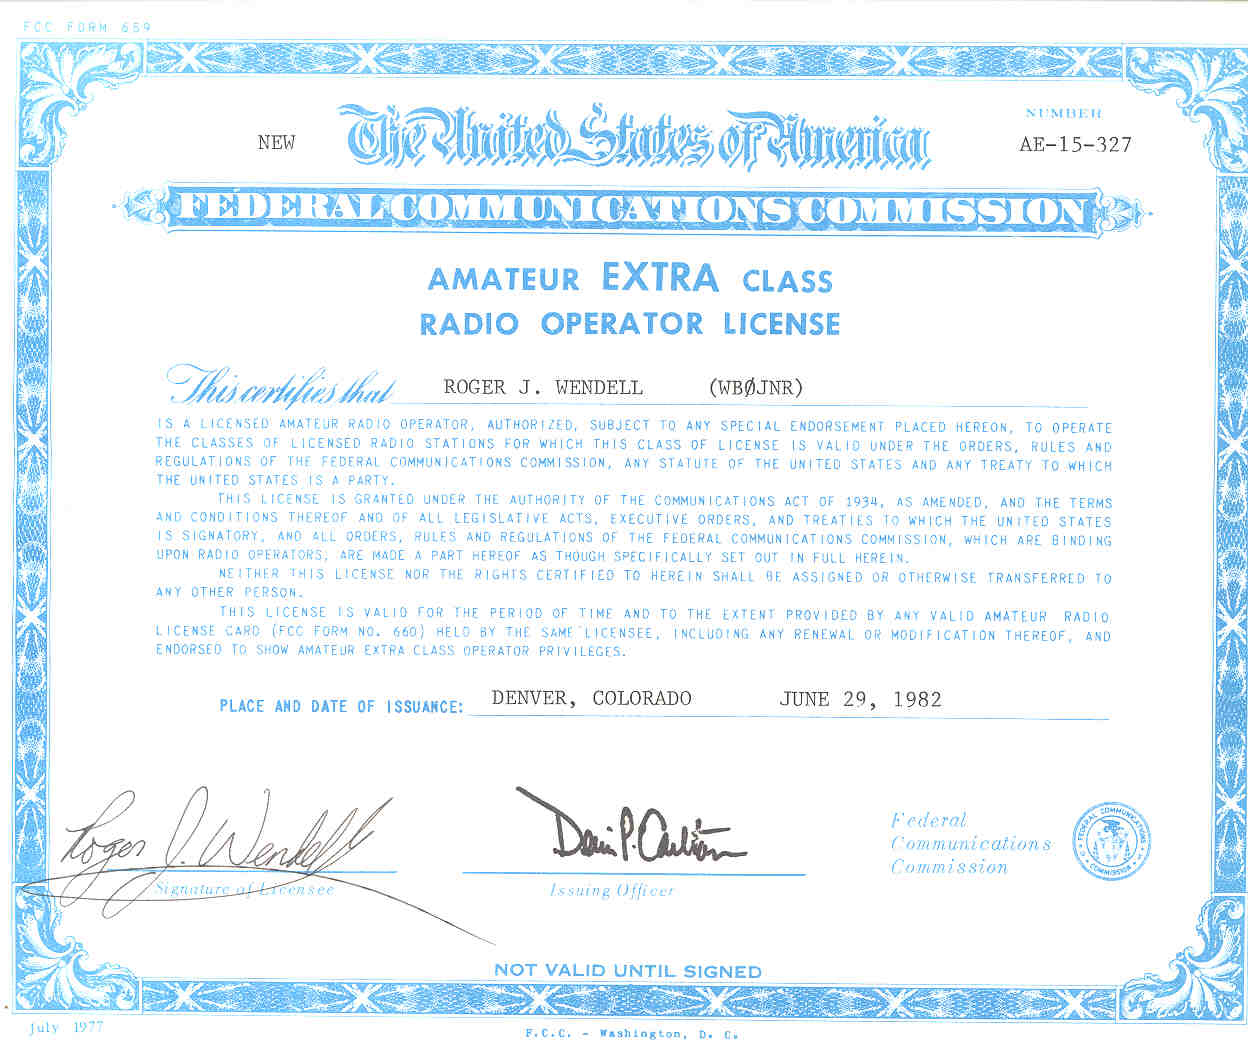 FCC FORM 659
NEW
The United States of America
NUMBER
AE-15-327
FEDERAL COMMUNICATIONS COMMISSION
AMATEUR EXTRA CLASS
RADIO OPERATOR LICENSE
This certifies that ROGER J. WENDELL (WBØJNR)
IS A LICENSED AMATEUR RADIO OPERATOR, AUTHORIZED, SUBJECT TO ANY SPECIAL ENDORSEMENT PLACED HEREON, TO OPERATE
THE CLASSES OF LICENSED RADIO STATIONS FOR WHICH THIS CLASS OF LICENSE IS VALID UNDER THE ORDERS, RULES AND
REGULATIONS OF THE FEDERAL COMMUNICATIONS COMMISSION, ANY STATUTE OF THE UNITED STATES AND ANY TREATY TO WHICH
THE UNITED STATES IS A PARTY.
THIS LICENSE IS GRANTED UNDER THE AUTHORITY OF THE COMMUNICATIONS ACT OF 1934, AS AMENDED, AND THE TERMS
AND CONDITIONS THEREOF AND OF ALL LEGISLATIVE ACTS, EXECUTIVE ORDERS, AND TREATIES TO WHICH THE UNITED STATES
IS SIGNATORY, AND ALL ORDERS, RULES AND REGULATIONS OF THE FEDERAL COMMUNICATIONS COMMISSION, WHICH ARE BINDING
UPON RADIO OPERATORS, ARE MADE A PART HEREOF AS THOUGH SPECIFICALLY SET OUT IN FULL HEREIN.
NEITHER THIS LICENSE NOR THE RIGHTS CERTIFIED TO HEREIN SHALL BE ASSIGNED OR OTHERWISE TRANSFERRED TO
ANY OTHER PERSON.
THIS LICENSE IS VALID FOR THE PERIOD OF TIME AND TO THE EXTENT PROVIDED BY ANY VALID AMATEUR RADIO
LICENSE CARD (FCC FORM NO. 660) HELD BY THE SAME LICENSEE, INCLUDING ANY RENEWAL OR MODIFICATION THEREOF, AND
ENDORSED TO SHOW AMATEUR EXTRA CLASS OPERATOR PRIVILEGES.
PLACE AND DATE OF ISSUANCE: DENVER, COLORADO JUNE 29, 1982
Roger J. Wendell
Signature of Licensee
Issuing Officer
Federal
Communications
Commission
FEDERAL COMMUNICATIONS COMMISSION
NOT VALID UNTIL SIGNED
July 1977
F.C.C. - Washington, D. C.